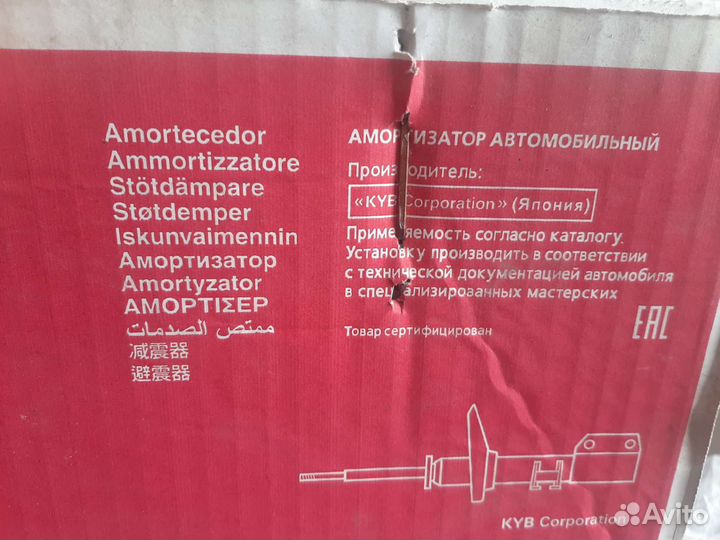 Amortecedor
Ammortizzatore
Stötdämpare
Støtdemper
Iskunvaimennin
Амортизатор
Amortyzator
ΑΜΟΡΤΙΣΕΡ
ممتص الصدمات
减震器
避震器
АМОРТИЗАТОР АВТОМОБИЛЬНЫЙ
Производитель:
«KYB Corporation» (Япония)
Применяемость согласно каталогу.
Установку производить в соответствии
с технической документацией автомобиля
в специализированных мастерских
Товар сертифицирован
EAC
KYB Corporation
Avito